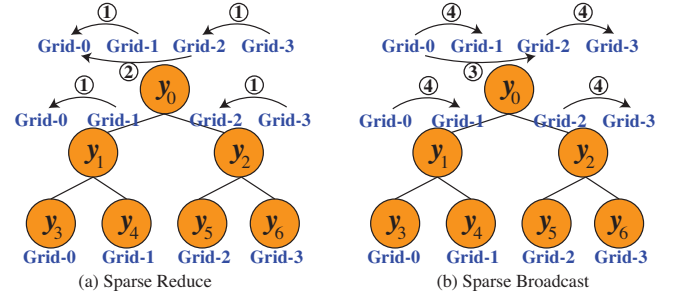 ① ① ④ ④
Grid-0 Grid-1 Grid-2 Grid-3 Grid-0 Grid-1 Grid-2 Grid-3
② ③
y0 y0
① ① ④ ④
Grid-0 Grid-1 Grid-2 Grid-3 Grid-0 Grid-1 Grid-2 Grid-3
y1 y2 y1 y2
y3 y4 y5 y6 y3 y4 y5 y6
Grid-0 Grid-1 Grid-2 Grid-3 Grid-0 Grid-1 Grid-2 Grid-3
(a) Sparse Reduce (b) Sparse Broadcast